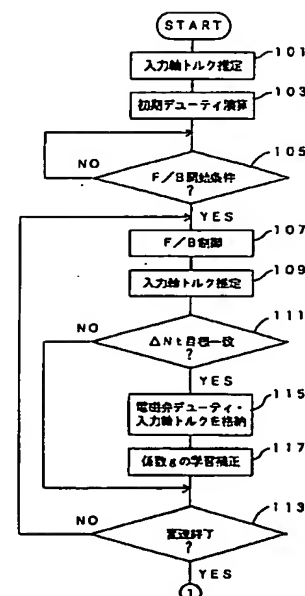 START
101
入力軸トルク推定
103
初期デューティ演算
105
NO
F/B開始条件
?
YES
107
F/B制御
109
入力軸トルク推定
111
NO
ΔNt目標一致
?
YES
115
電磁弁デューティ・
入力軸トルクを格納
117
係数gの学習補正
113
NO
変速終了
?
YES
1